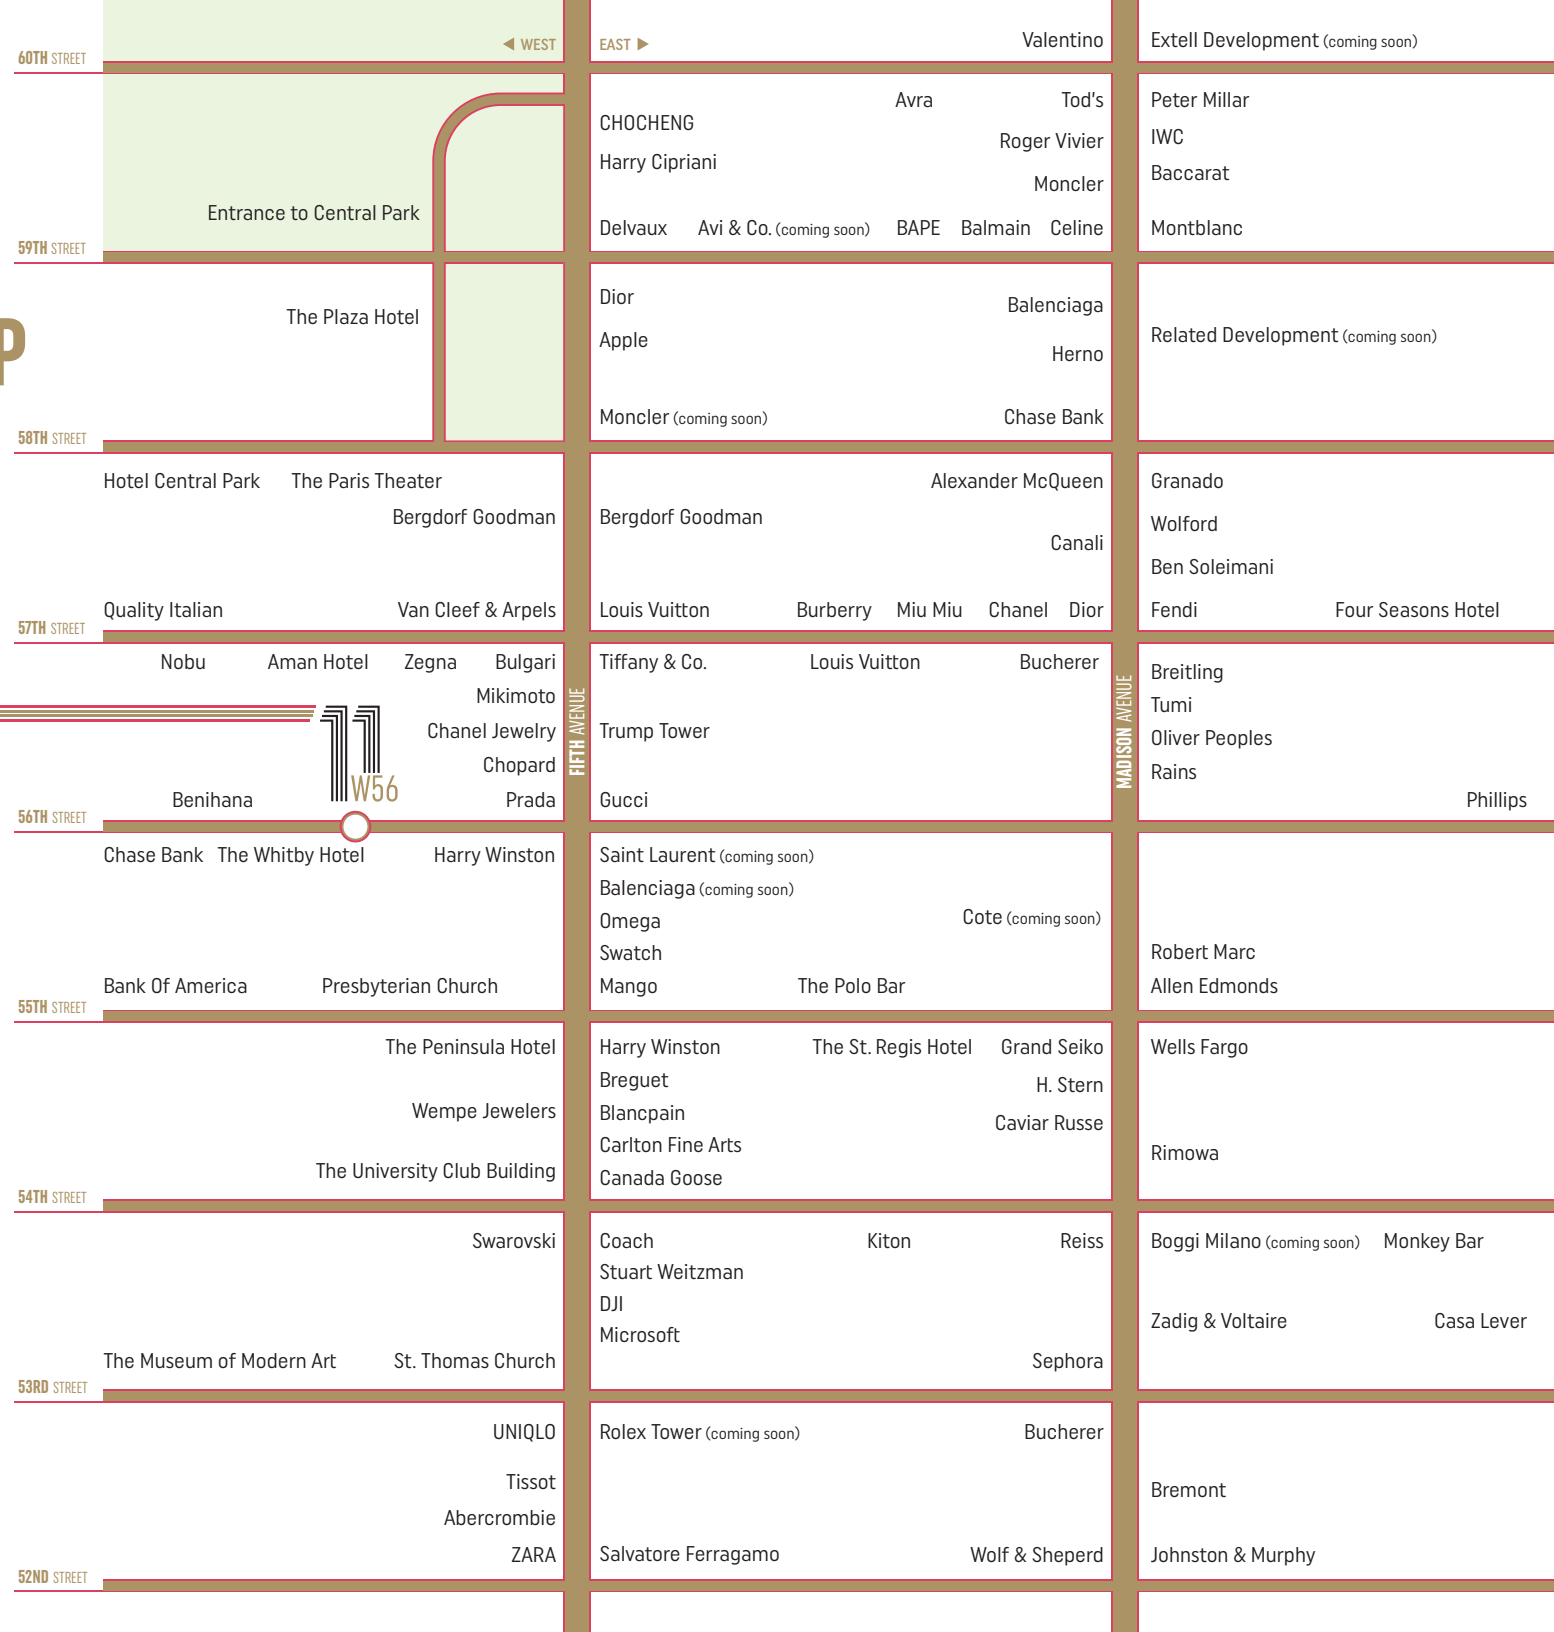 ◀ WEST
EAST ▶
Valentino
Extell Development (coming soon)
60TH STREET
Avra
Tod's
Peter Millar
CHOCHENG
Roger Vivier
IWC
Harry Cipriani
Baccarat
Moncler
Entrance to Central Park
Delvaux
Avi & Co. (coming soon)
BAPE
Balmain
Celine
Montblanc
59TH STREET
Dior
Balenciaga
The Plaza Hotel
Related Development (coming soon)
Apple
Herno
P
Moncler (coming soon)
Chase Bank
58TH STREET
Hotel Central Park
The Paris Theater
Alexander McQueen
Granado
Bergdorf Goodman
Bergdorf Goodman
Wolford
Canali
Ben Soleimani
Quality Italian
Van Cleef & Arpels
Louis Vuitton
Burberry
Miu Miu
Chanel
Dior
Fendi
Four Seasons Hotel
57TH STREET
Nobu
Aman Hotel
Zegna
Bulgari
Tiffany & Co.
Louis Vuitton
Bucherer
Breitling
Mikimoto
Tumi
Chanel Jewelry
Trump Tower
Oliver Peoples
FIFTH AVENUE
MADISON AVENUE
Chopard
Rains
11
W56
Benihana
Prada
Gucci
Phillips
56TH STREET
Chase Bank
The Whitby Hotel
Harry Winston
Saint Laurent (coming soon)
Balenciaga (coming soon)
Omega
Cote (coming soon)
Swatch
Robert Marc
Bank Of America
Presbyterian Church
Mango
The Polo Bar
Allen Edmonds
55TH STREET
The Peninsula Hotel
Harry Winston
The St. Regis Hotel
Grand Seiko
Wells Fargo
Breguet
H. Stern
Wempe Jewelers
Blancpain
Caviar Russe
Carlton Fine Arts
Rimowa
The University Club Building
Canada Goose
54TH STREET
Swarovski
Coach
Kiton
Reiss
Boggi Milano (coming soon)
Monkey Bar
Stuart Weitzman
DJI
Zadig & Voltaire
Casa Lever
Microsoft
The Museum of Modern Art
St. Thomas Church
Sephora
53RD STREET
UNIQLO
Rolex Tower (coming soon)
Bucherer
Tissot
Bremont
Abercrombie
ZARA
Salvatore Ferragamo
Wolf & Sheperd
Johnston & Murphy
52ND STREET